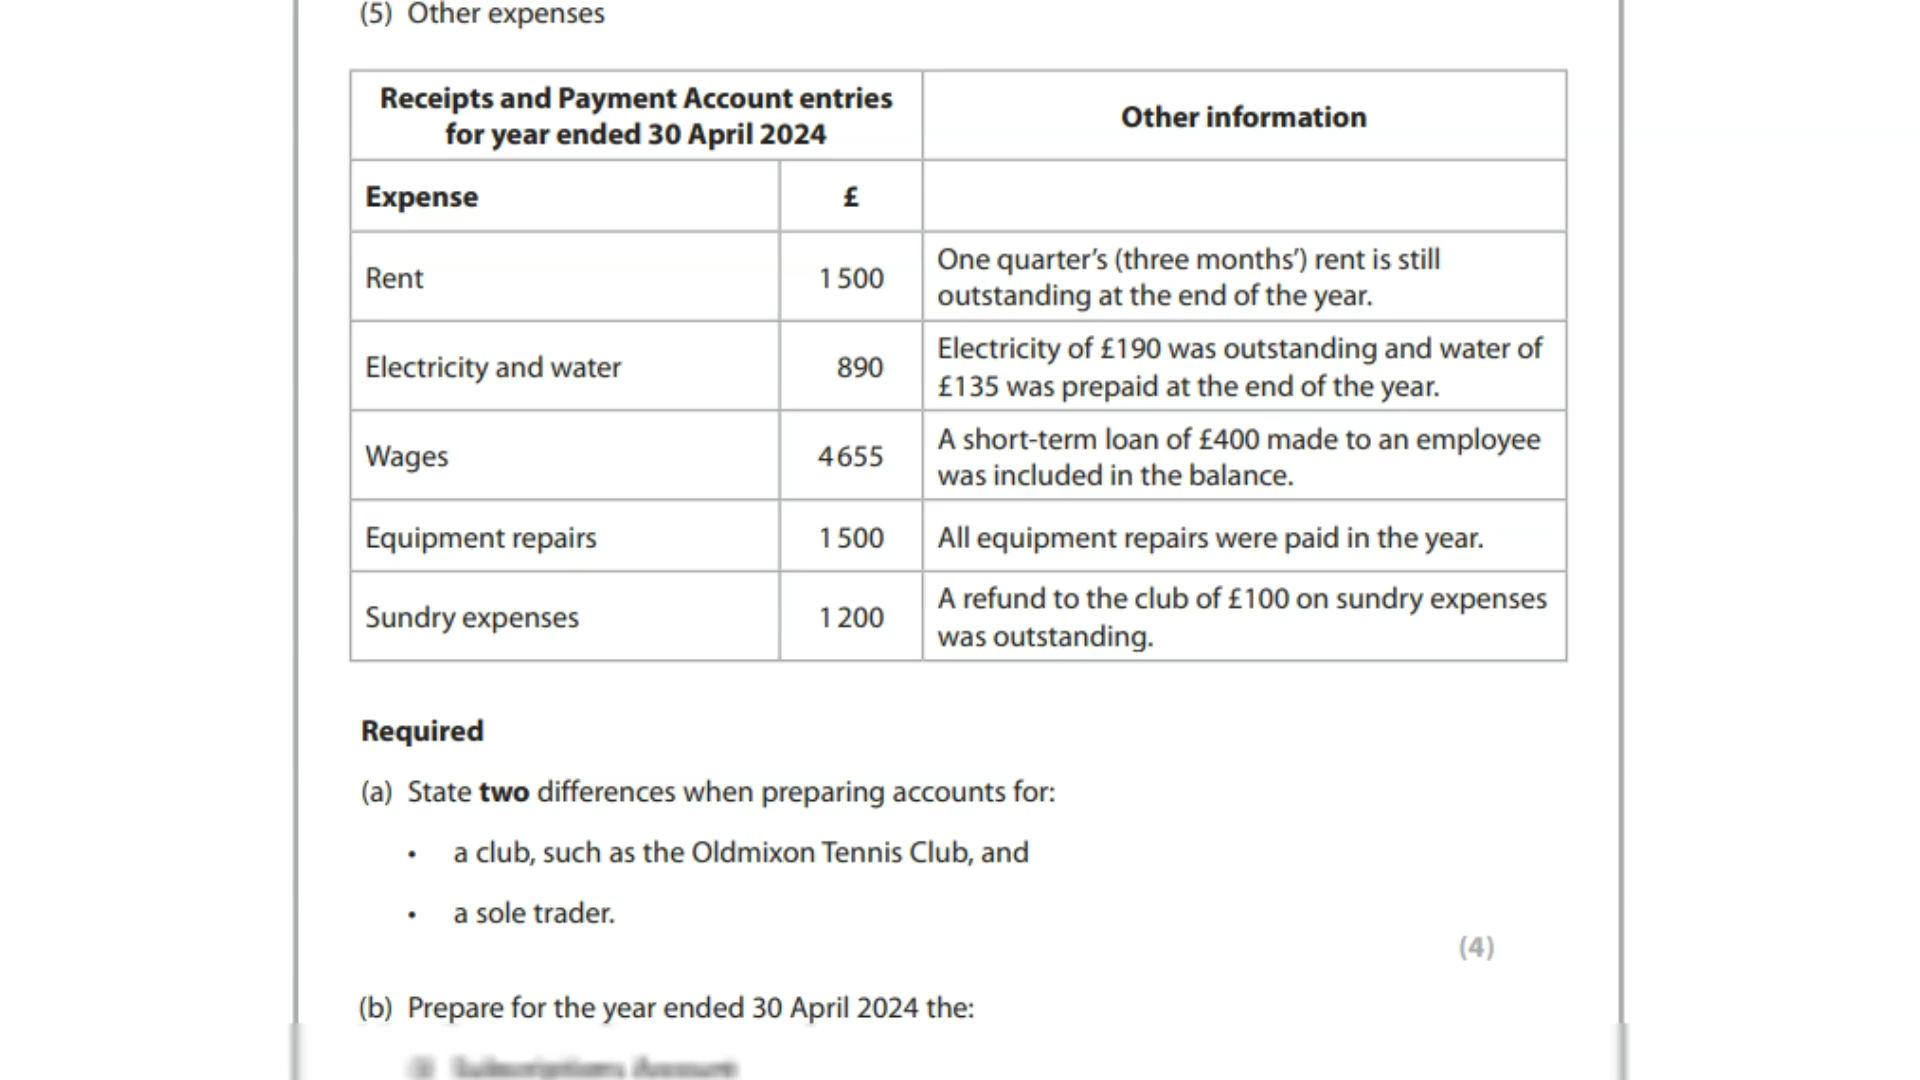 (5) Other expenses
Receipts and Payment Account entries
for year ended 30 April 2024
Other information
Expense
£
Rent
1 500
One quarter's (three months') rent is still
outstanding at the end of the year.
Electricity and water
890
Electricity of £190 was outstanding and water of
£135 was prepaid at the end of the year.
Wages
4 655
A short-term loan of £400 made to an employee
was included in the balance.
Equipment repairs
1 500
All equipment repairs were paid in the year.
Sundry expenses
1 200
A refund to the club of £100 on sundry expenses
was outstanding.
Required
(a) State two differences when preparing accounts for:
• a club, such as the Oldmixon Tennis Club, and
• a sole trader.
(4)
(b) Prepare for the year ended 30 April 2024 the:
Subscriptions Account